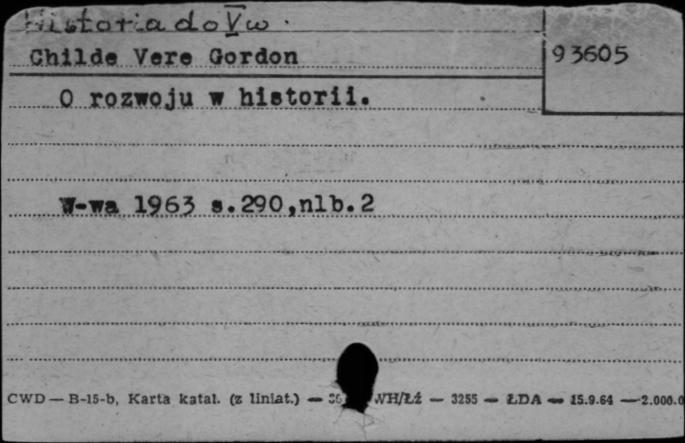 Historia do V w.
Childe Vere Gordon
93605
O rozwoju w historii.
W-wa 1963 s.290,nlb.2
CWD — B-15-b, Karta katal. (z liniat.) — WH/Łź — 3255 — ŁDA — 15.9.64 — 2.000.0